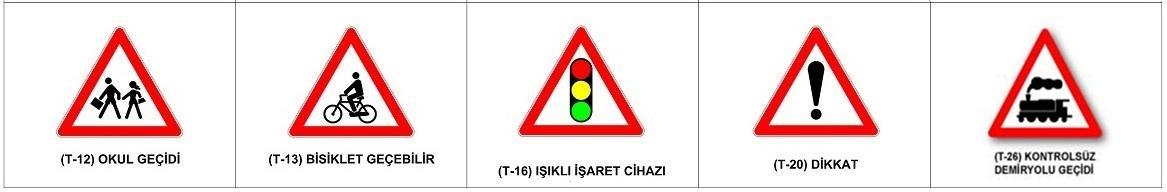 (T-12) OKUL GEÇİDİ
(T-13) BİSİKLET GEÇEBİLİR
(T-16) IŞIKLI İŞARET CİHAZI
(T-20) DİKKAT
(T-26) KONTROLSÜZ
DEMİRYOLU GEÇİDİ